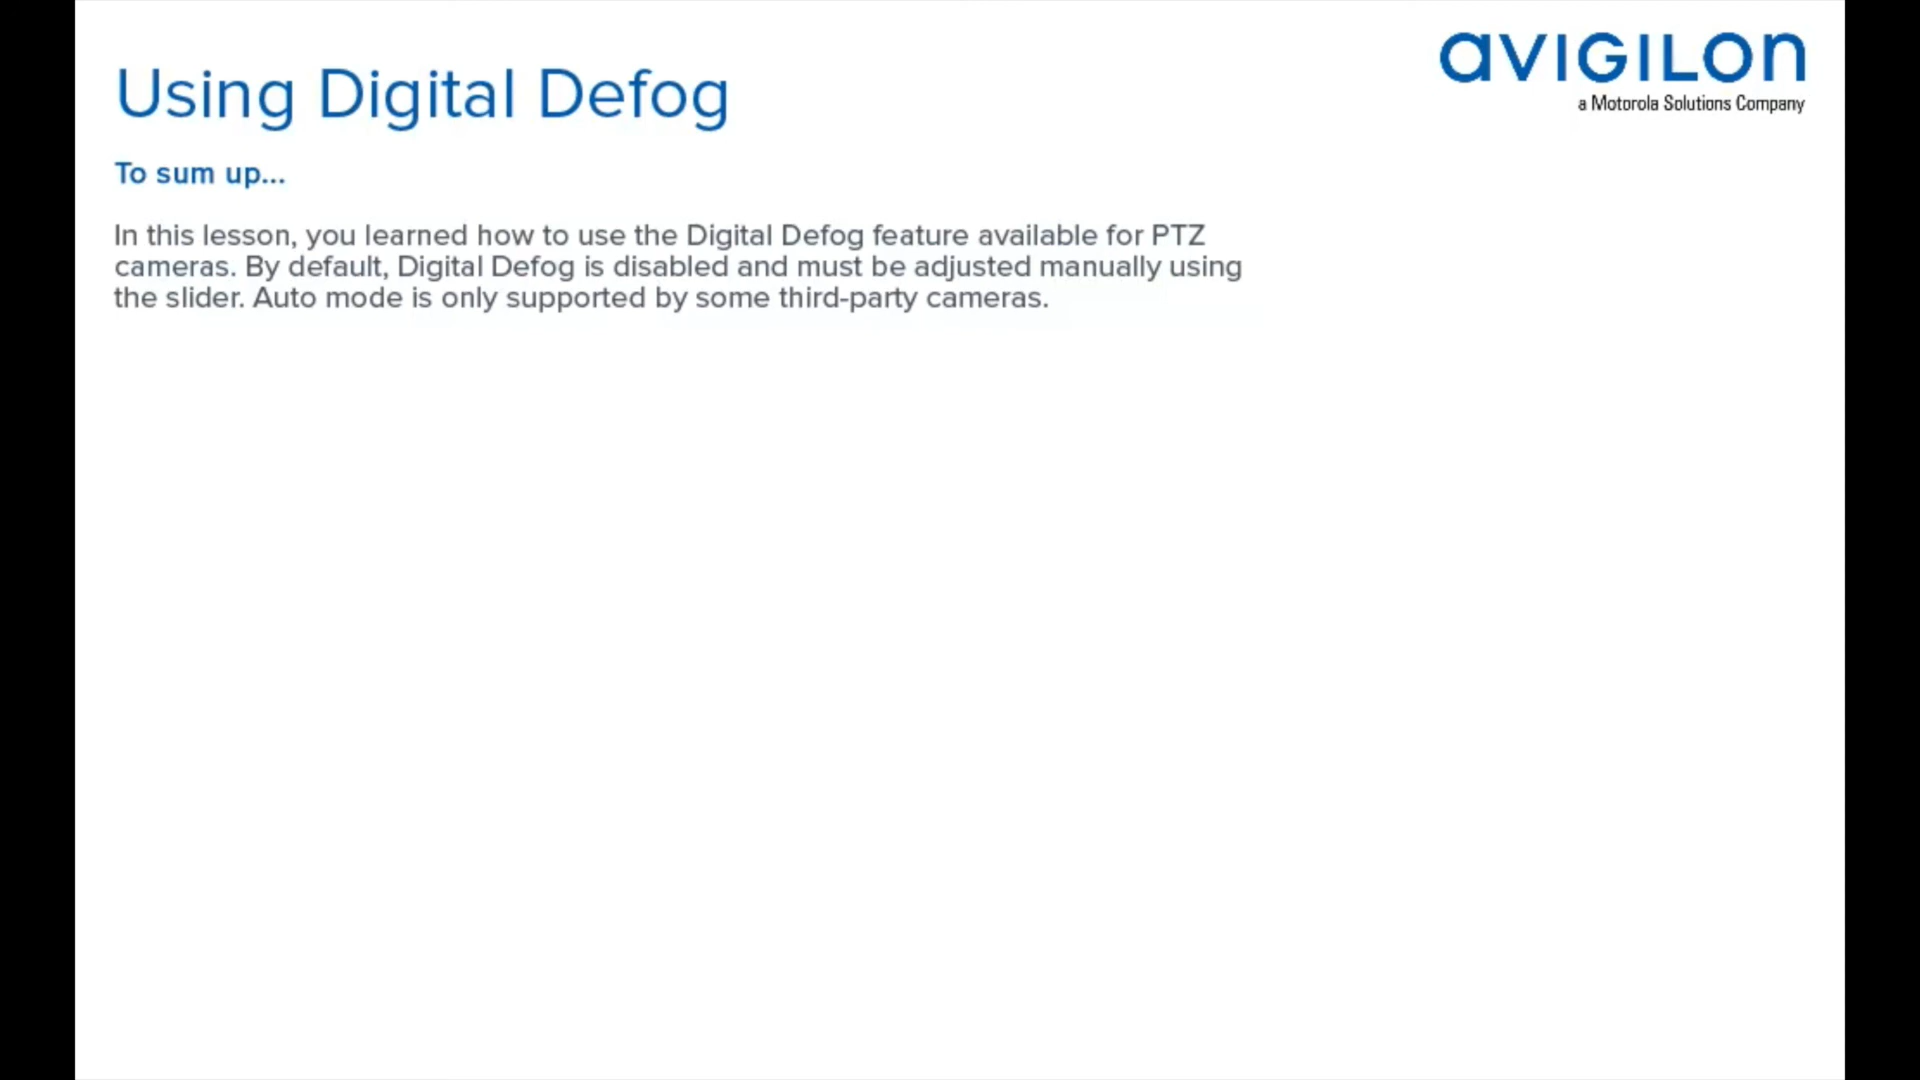 avigilon
a Motorola Solutions Company
Using Digital Defog
To sum up...
In this lesson, you learned how to use the Digital Defog feature available for PTZ
cameras. By default, Digital Defog is disabled and must be adjusted manually using
the slider. Auto mode is only supported by some third-party cameras.